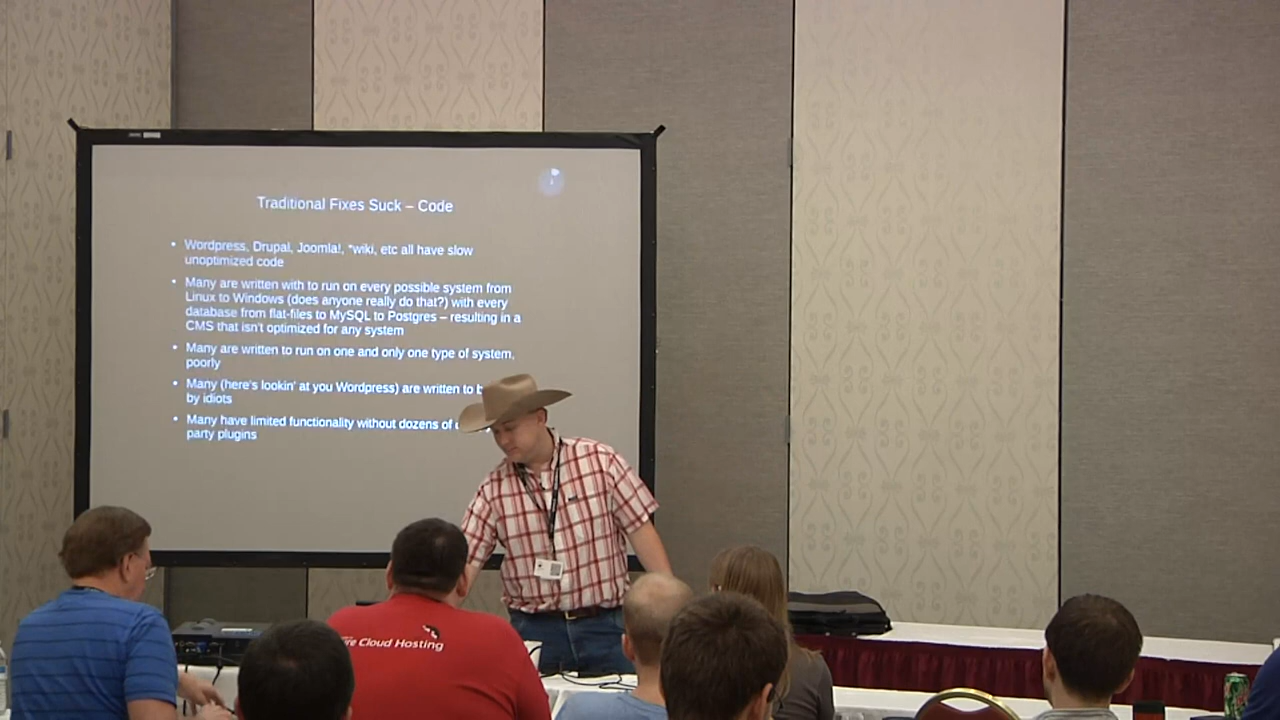 Traditional Fixes Suck – Code
• Wordpress, Drupal, Joomla!, *wiki, etc all have slow
unoptimized code
• Many are written with to run on every possible system from
Linux to Windows (does anyone really do that?) with every
database from flat-files to MySQL to Postgres – resulting in a
CMS that isn't optimized for any system
• Many are written to run on one and only one type of system,
poorly
• Many (here's lookin' at you Wordpress) are written to
by idiots
• Many have limited functionality without dozens of
party plugins
Cloud Hosting